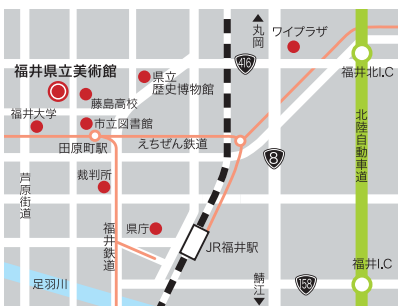 ▲
丸岡
ワイプラザ
416
福井県立美術館
県立
歴史博物館
福井北I.C
藤島高校
福井大学
市立図書館
田原町駅
えちぜん鉄道
8
北陸自動車道
裁判所
芦原街道
福井鉄道
県庁
JR福井駅
足羽川
鯖江
▼
158
福井I.C